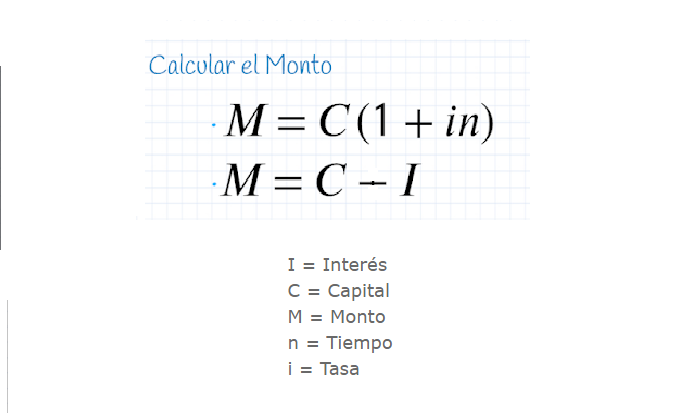 Calcular el Monto
· M = C(1 + in)
· M = C − I
I = Interés
C = Capital
M = Monto
n = Tiempo
i = Tasa